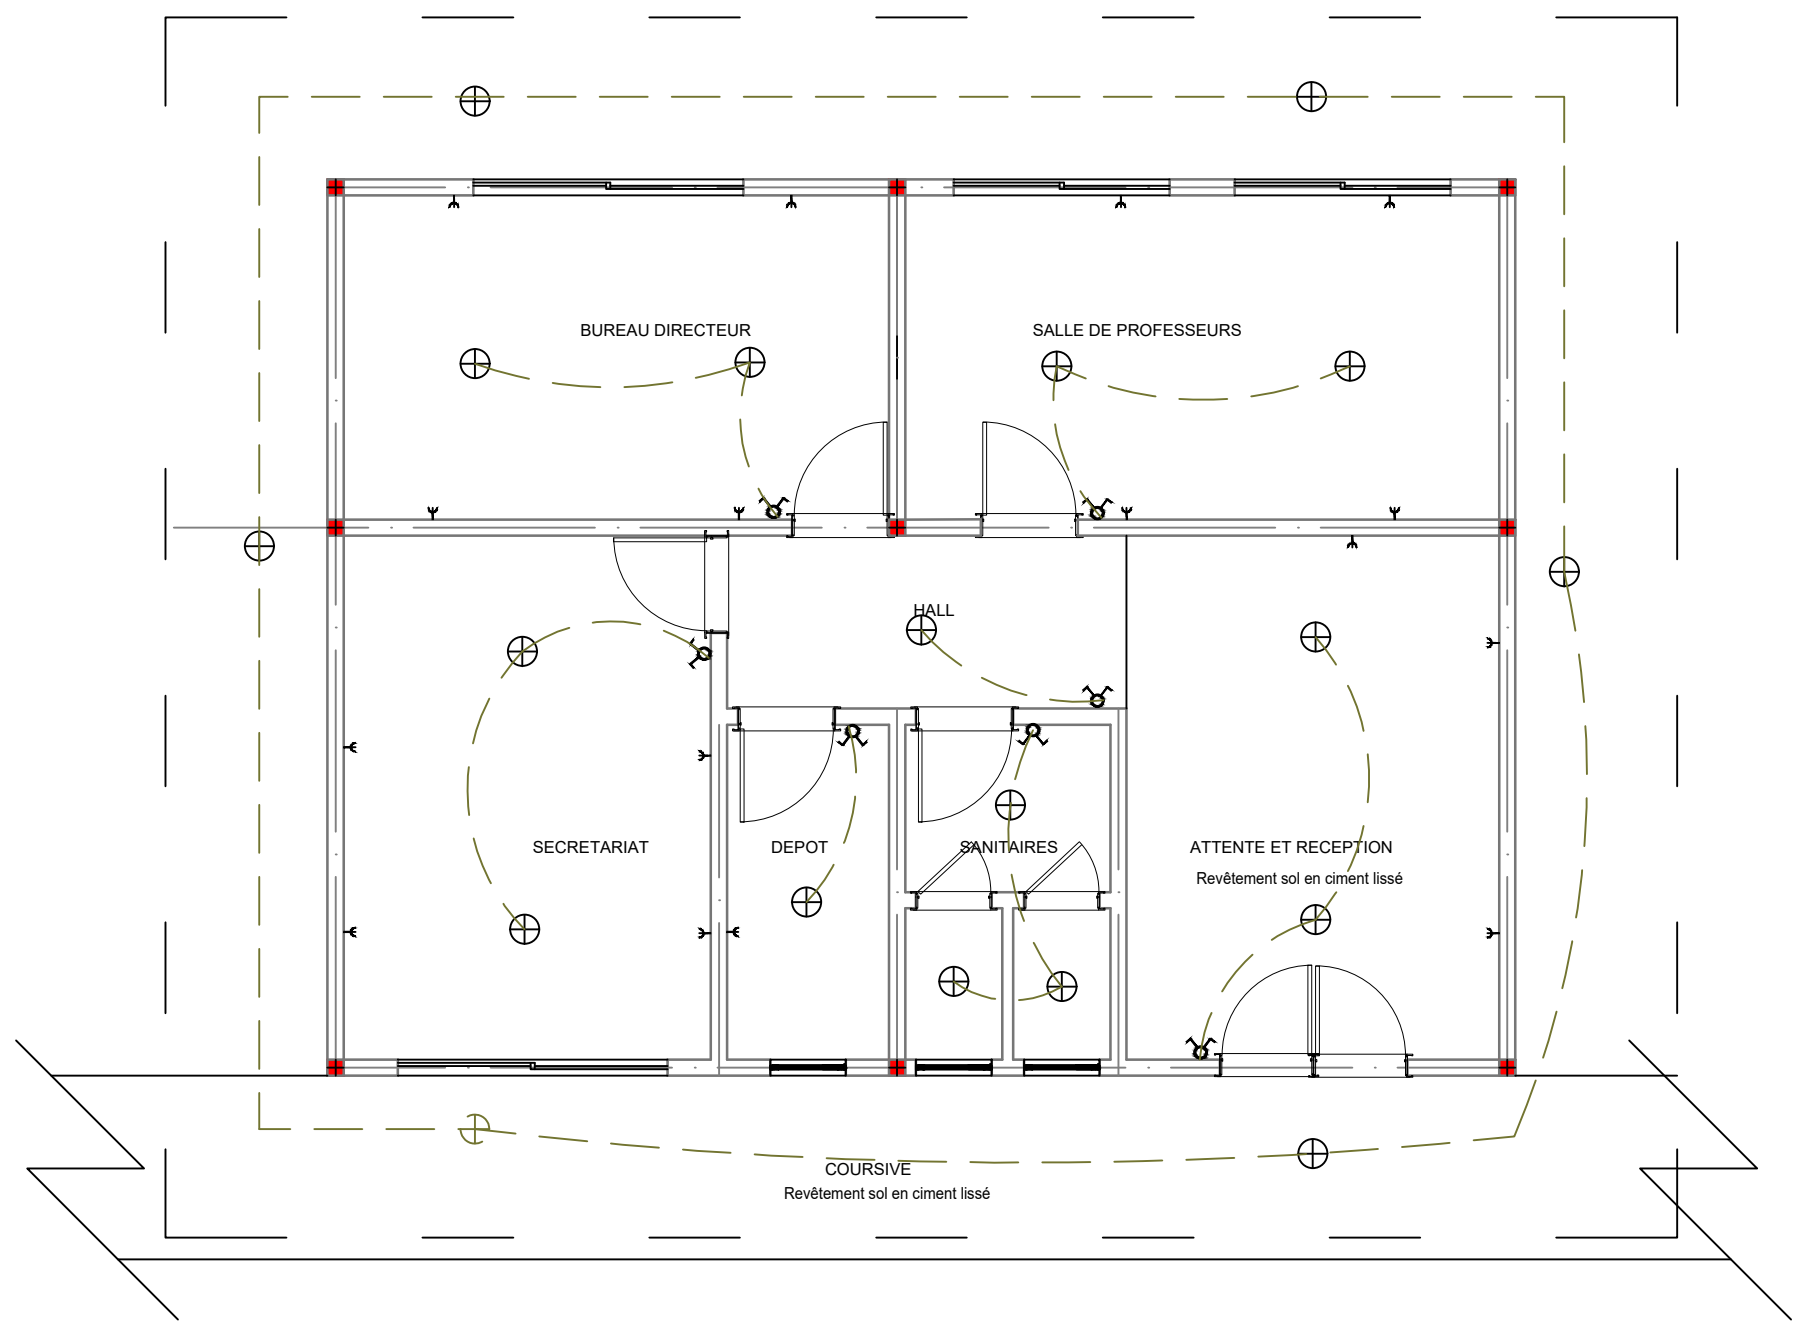 BUREAU DIRECTEUR
SALLE DE PROFESSEURS
HALL
SECRETARIAT
DEPOT
SANITAIRES
ATTENTE ET RECEPTION
Revêtement sol en ciment lissé
COURSIVE
Revêtement sol en ciment lissé